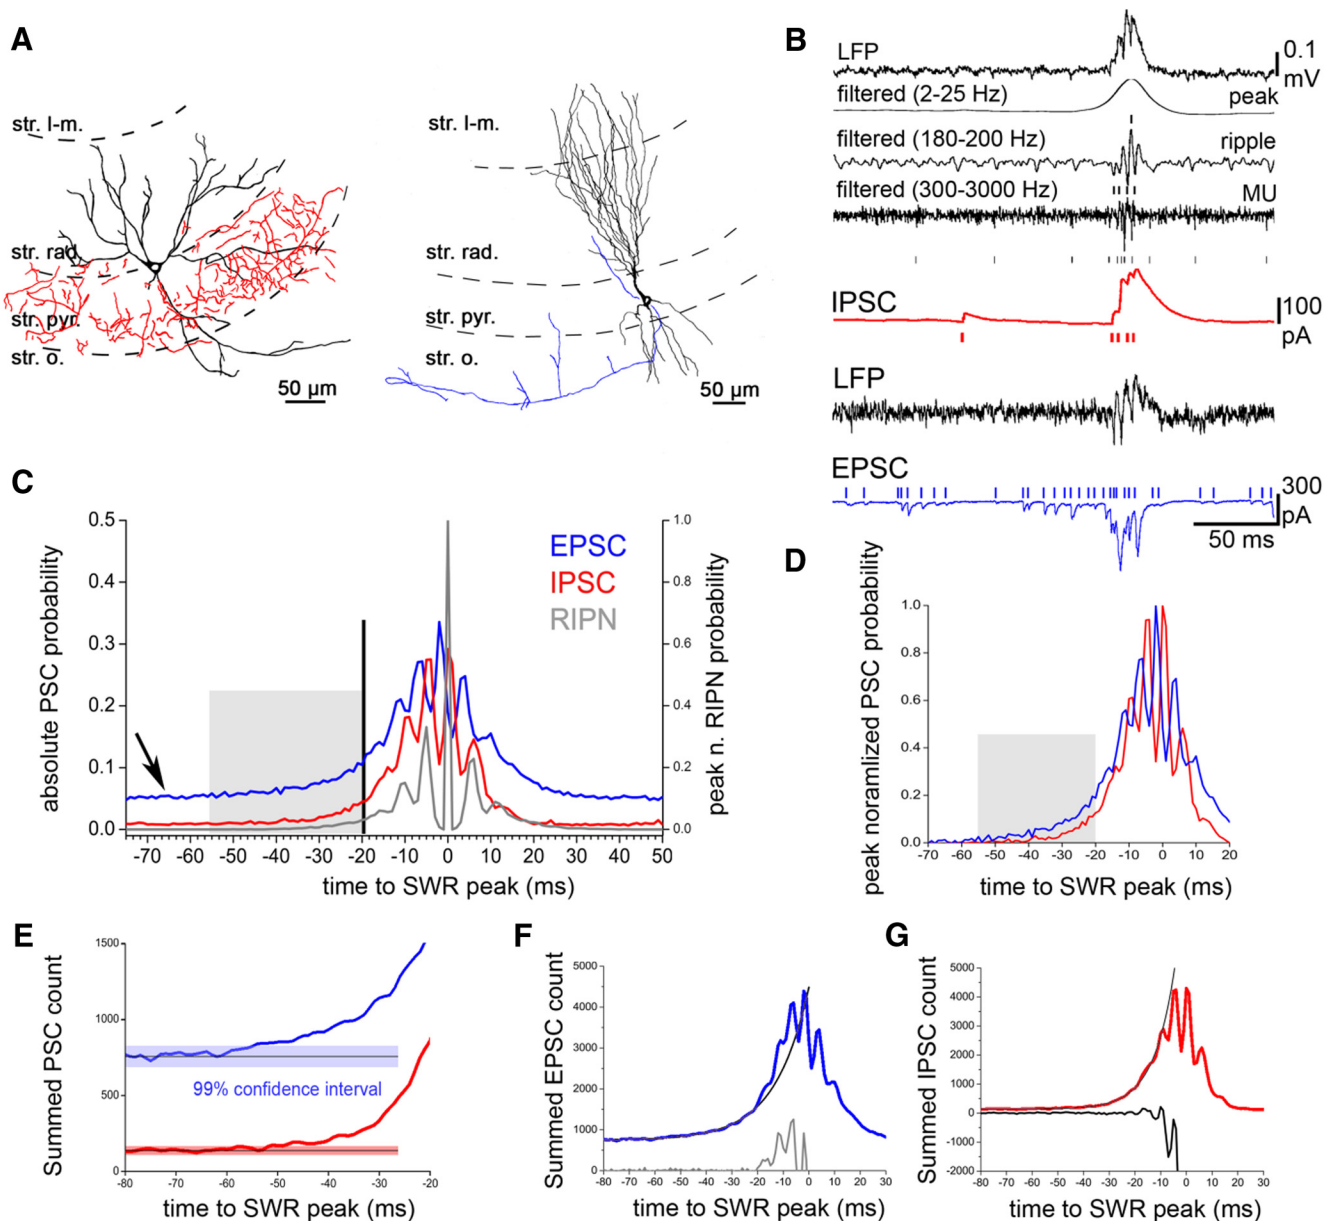 A
str. l-m.
str. rad.
str. pyr.
str. o.
50 µm
str. l-m.
str. rad.
str. pyr.
str. o.
50 µm
B
LFP
0.1
mV
filtered (2-25 Hz)
peak
filtered (180-200 Hz)
ripple
filtered (300-3000 Hz)
MU
IPSC
100
pA
LFP
EPSC
300
pA
50 ms
C
absolute PSC probability
0.5
0.4
0.3
0.2
0.1
0.0
EPSC
IPSC
RIPN
1.0
0.8
0.6
0.4
0.2
0.0
peak n. RIPN probability
-70 -60 -50 -40 -30 -20 -10 0 10 20 30 40 50
time to SWR peak (ms)
D
peak noramlized PSC probability
1.0
0.8
0.6
0.4
0.2
0.0
-70 -60 -50 -40 -30 -20 -10 0 10 20
time to SWR peak (ms)
E
Summed PSC count
1500
1000
500
0
99% confidence interval
-80 -70 -60 -50 -40 -30 -20
time to SWR peak (ms)
F
Summed EPSC count
5000
4000
3000
2000
1000
0
-80 -70 -60 -50 -40 -30 -20 -10 0 10 20 30
time to SWR peak (ms)
G
Summed IPSC count
5000
4000
3000
2000
1000
0
-1000
-2000
-80 -70 -60 -50 -40 -30 -20 -10 0 10 20 30
time to SWR peak (ms)